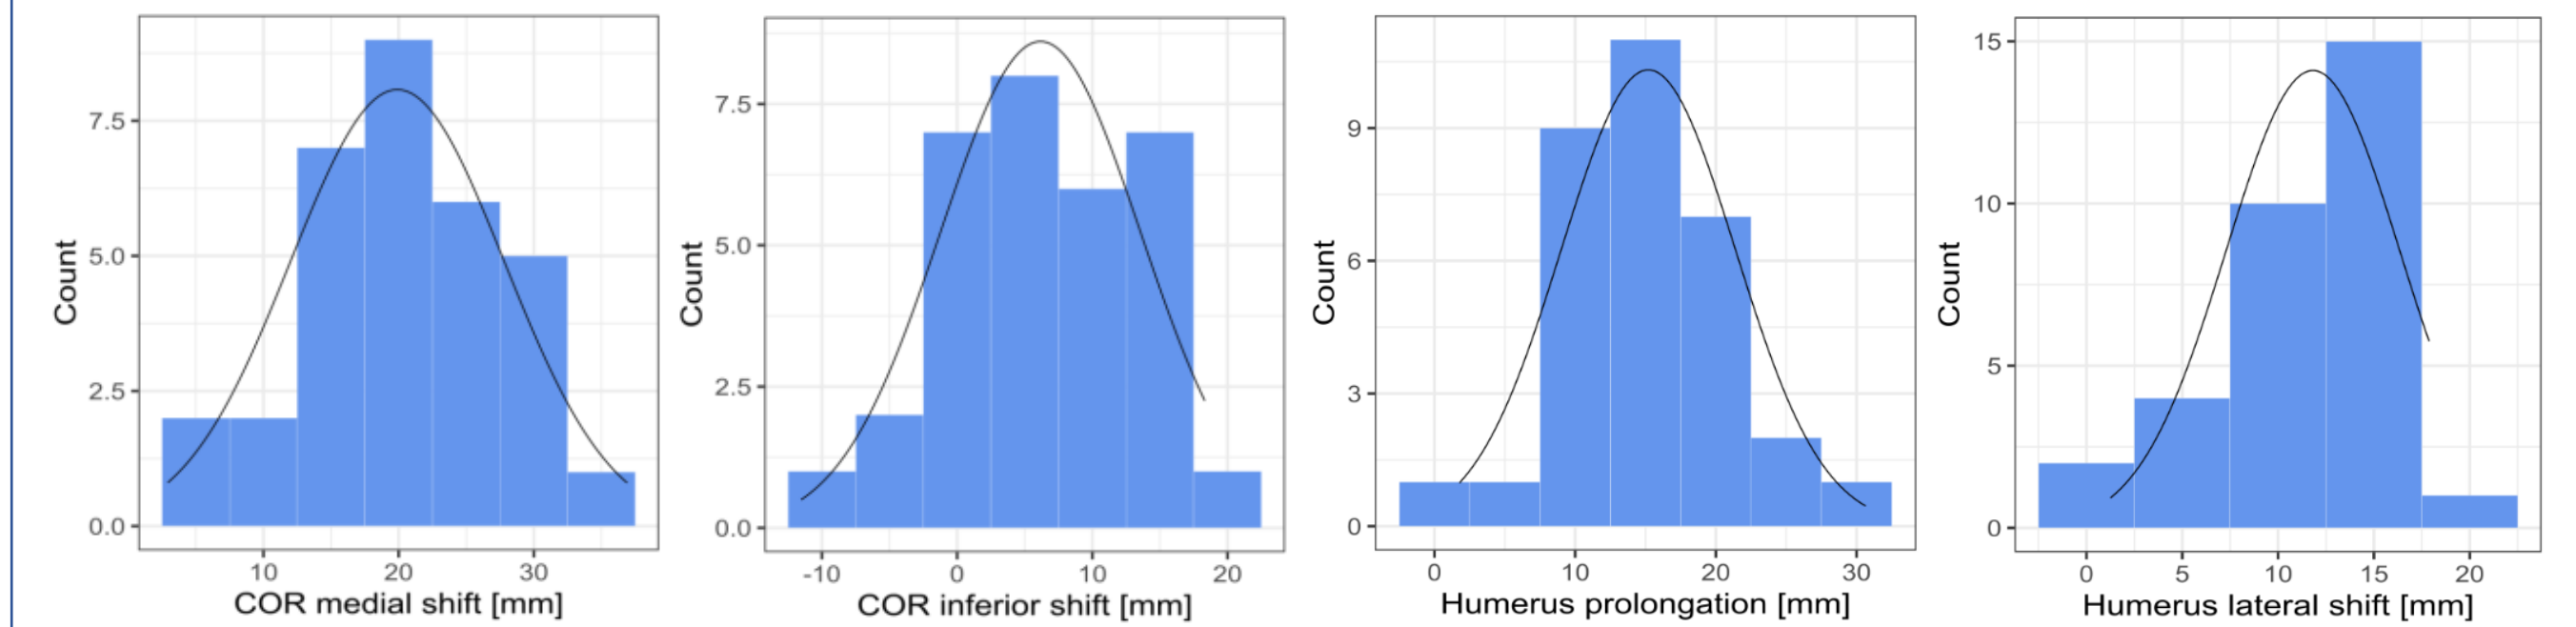 Count
7.5
5.0
2.5
0.0
10 20 30
COR medial shift [mm]
Count
7.5
5.0
2.5
0.0
-10 0 10 20
COR inferior shift [mm]
Count
9
6
3
0
0 10 20 30
Humerus prolongation [mm]
Count
15
10
5
0
0 5 10 15 20
Humerus lateral shift [mm]